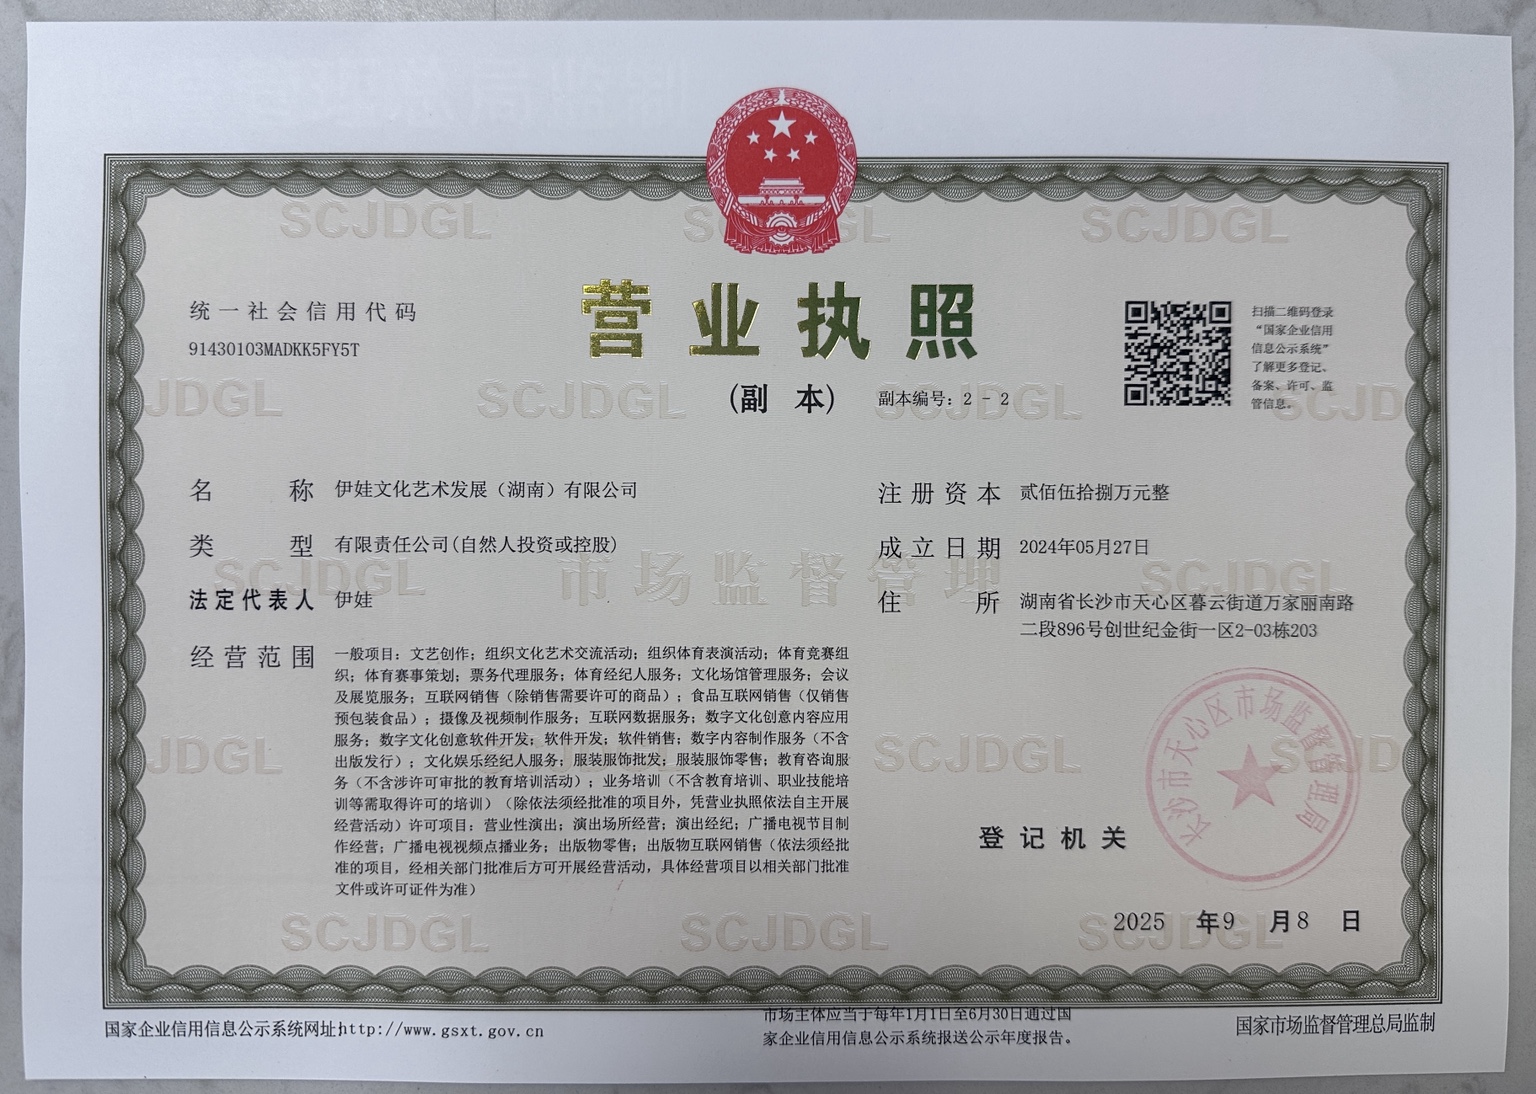 统一社会信用代码
91430103MADKK5FY5T
营业执照
(副 本) 副本编号：2 - 2
扫描二维码登录
“国家企业信用
信息公示系统”
了解更多登记、
备案、许可、监
管信息。
名 称 伊娃文化艺术发展（湖南）有限公司
类 型 有限责任公司(自然人投资或控股)
法定代表人 伊娃
经营范围 一般项目：文艺创作；组织文化艺术交流活动；组织体育表演活动；体育竞赛组
织；体育赛事策划；票务代理服务；体育经纪人服务；文化场馆管理服务；会议
及展览服务；互联网销售（除销售需要许可的商品）；食品互联网销售（仅销售
预包装食品）；摄像及视频制作服务；互联网数据服务；数字文化创意内容应用
服务；数字文化创意软件开发；软件开发；软件销售；数字内容制作服务（不含
出版发行）；文化娱乐经纪人服务；服装服饰批发；服装服饰零售；教育咨询服
务（不含涉许可审批的教育培训活动）；业务培训（不含教育培训、职业技能培
训等需取得许可的培训）（除依法须经批准的项目外，凭营业执照依法自主开展
经营活动）许可项目：营业性演出；演出场所经营；演出经纪；广播电视节目制
作经营；广播电视视频点播业务；出版物零售；出版物互联网销售（依法须经批
准的项目，经相关部门批准后方可开展经营活动，具体经营项目以相关部门批准
文件或许可证件为准）
注册资本 贰佰伍拾捌万元整
成立日期 2024年05月27日
住 所 湖南省长沙市天心区暮云街道万家丽南路
二段896号创世纪金街一区2-03栋203
登记机关
长沙市天心区市场监督管理局
2025 年9 月8 日
SCJDGL
市场监督管理
国家企业信用信息公示系统网址http://www.gsxt.gov.cn
市场主体应当于每年1月1日至6月30日通过国
家企业信用信息公示系统报送公示年度报告。
国家市场监督管理总局监制